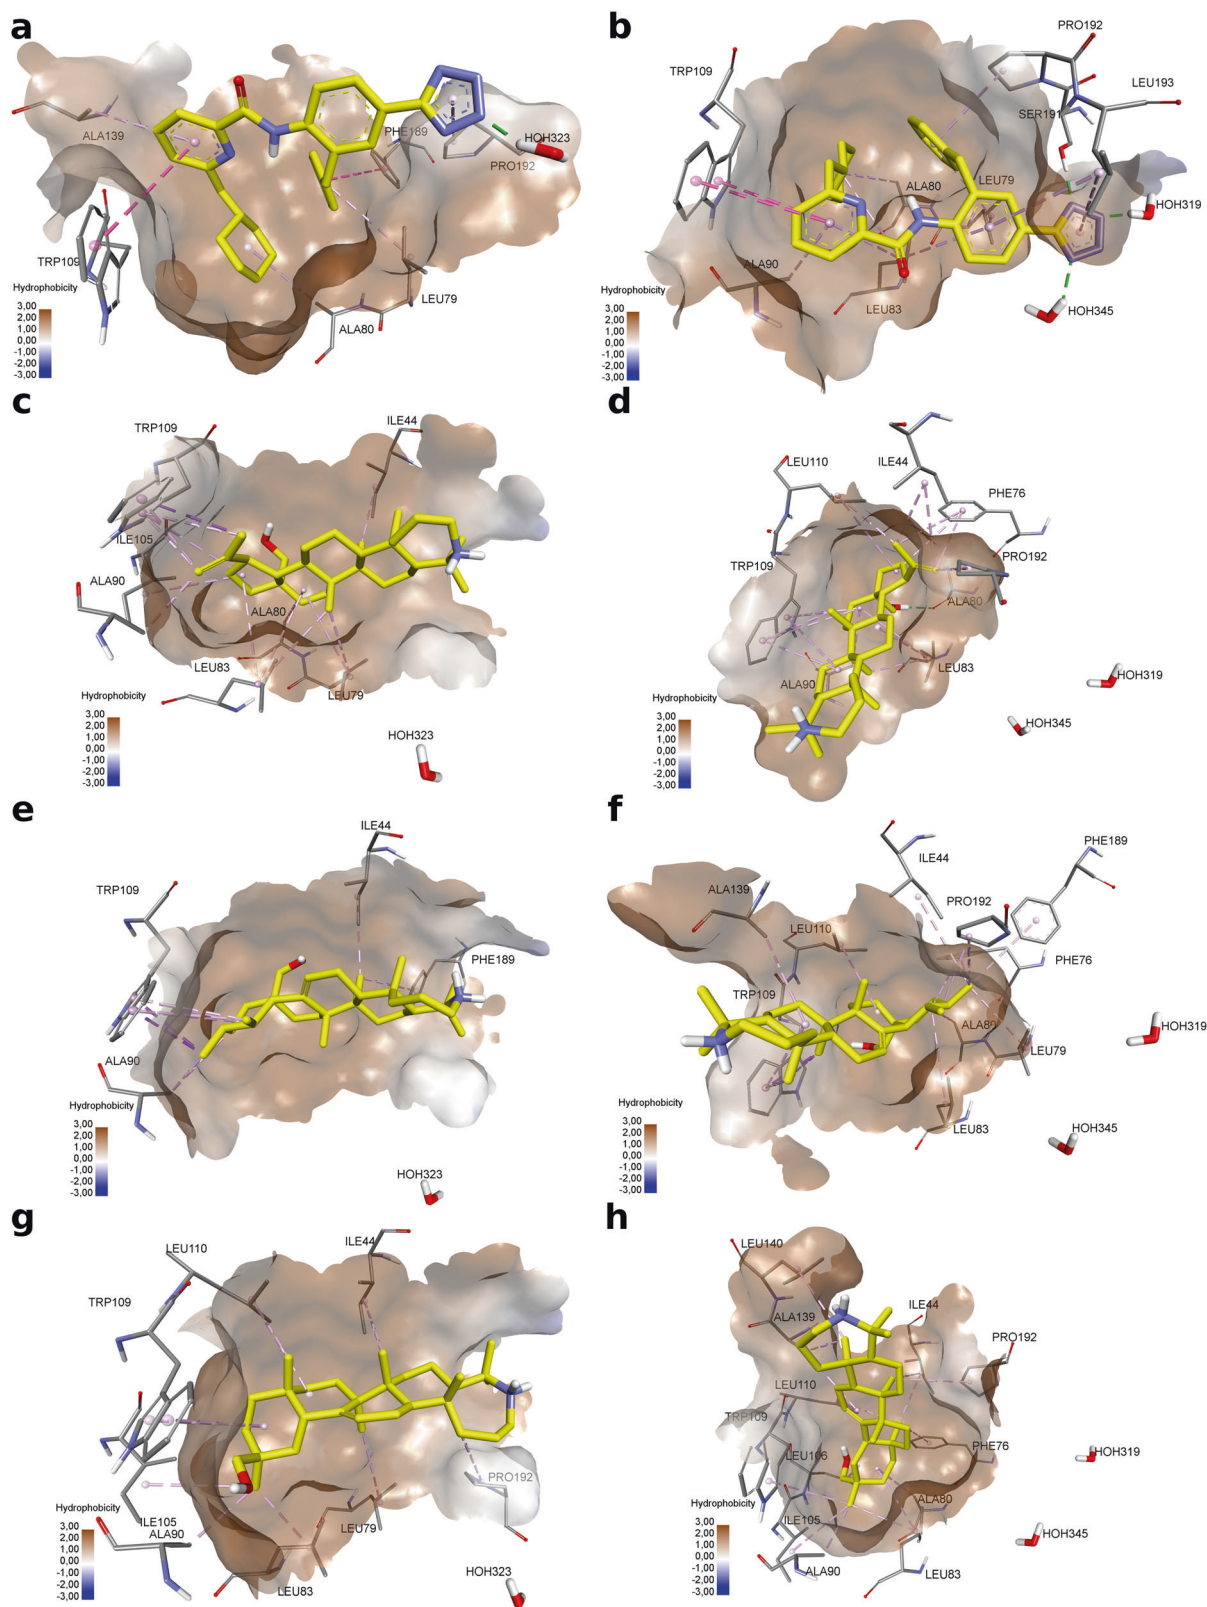 a
ALA139
PHE189
HOH323
PRO192
TRP109
LEU79
ALA80
Hydrophobicity
3,00
2,00
1,00
0,00
-1,00
-2,00
-3,00
b
PRO192
TRP109
LEU193
SER191
ALA80
LEU79
HOH319
ALA90
LEU83
HOH345
Hydrophobicity
3,00
2,00
1,00
0,00
-1,00
-2,00
-3,00
c
ILE44
TRP109
ILE105
ALA90
ALA80
LEU83
LEU79
HOH323
Hydrophobicity
3,00
2,00
1,00
0,00
-1,00
-2,00
-3,00
d
LEU110
ILE44
PHE76
PRO192
TRP109
ALA80
LEU83
ALA90
HOH319
HOH345
Hydrophobicity
3,00
2,00
1,00
0,00
-1,00
-2,00
-3,00
e
ILE44
TRP109
PHE189
ALA90
HOH323
Hydrophobicity
3,00
2,00
1,00
0,00
-1,00
-2,00
-3,00
f
ILE44
PHE189
ALA139
PRO192
LEU110
PHE76
TRP109
ALA80
LEU79
HOH319
LEU83
HOH345
Hydrophobicity
3,00
2,00
1,00
0,00
-1,00
-2,00
-3,00
g
LEU110
ILE44
TRP109
PRO192
ILE105
ALA90
LEU79
LEU83
HOH323
Hydrophobicity
3,00
2,00
1,00
0,00
-1,00
-2,00
-3,00
h
LEU140
ILE44
ALA139
PRO192
LEU110
TRP109
PHE76
LEU106
HOH319
ALA80
ILE105
HOH345
ALA90
LEU83
Hydrophobicity
3,00
2,00
1,00
0,00
-1,00
-2,00
-3,00